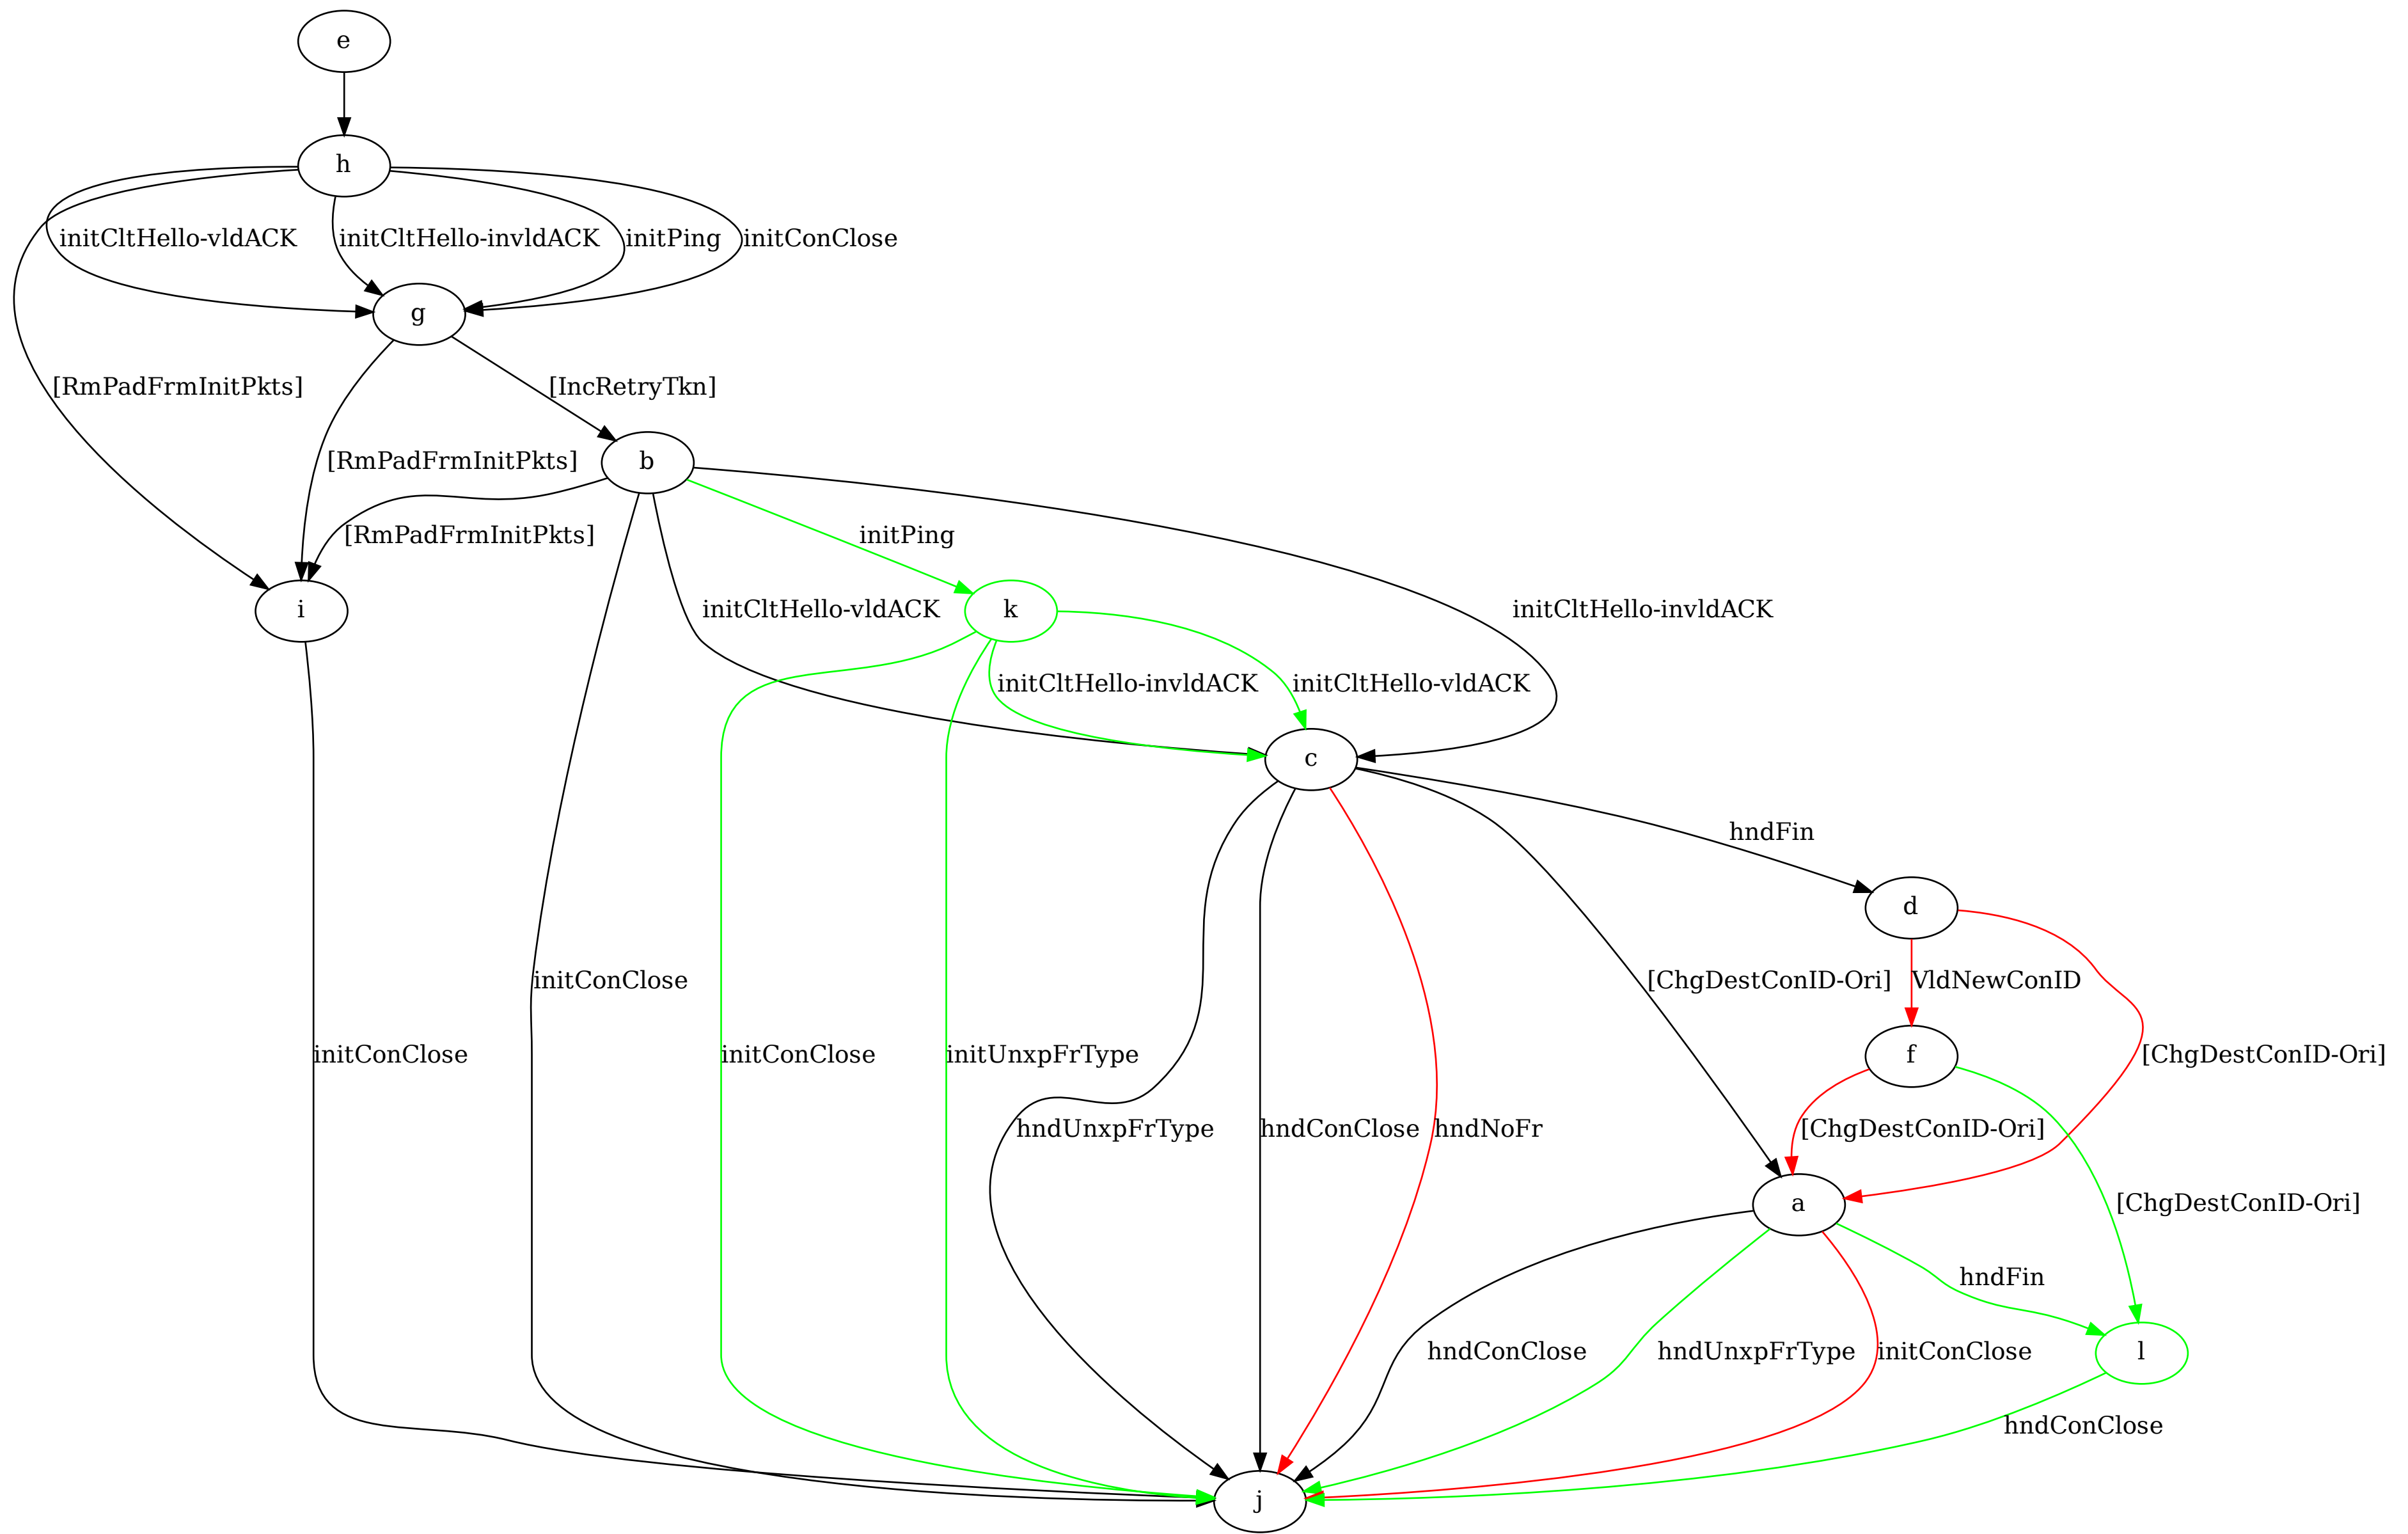 e
h
initCltHello-vldACK
initCltHello-invldACK
initPing
initConClose
g
[RmPadFrmInitPkts]
[IncRetryTkn]
[RmPadFrmInitPkts]
b
[RmPadFrmInitPkts]
initPing
i
initCltHello-vldACK
k
initCltHello-invldACK
initCltHello-invldACK
initCltHello-vldACK
c
hndFin
d
initConClose
[ChgDestConID-Ori]
VldNewConID
initConClose
initConClose
initUnxpFrType
f
[ChgDestConID-Ori]
hndUnxpFrType
hndConClose
hndNoFr
[ChgDestConID-Ori]
a
[ChgDestConID-Ori]
hndFin
hndConClose
hndUnxpFrType
initConClose
l
hndConClose
j